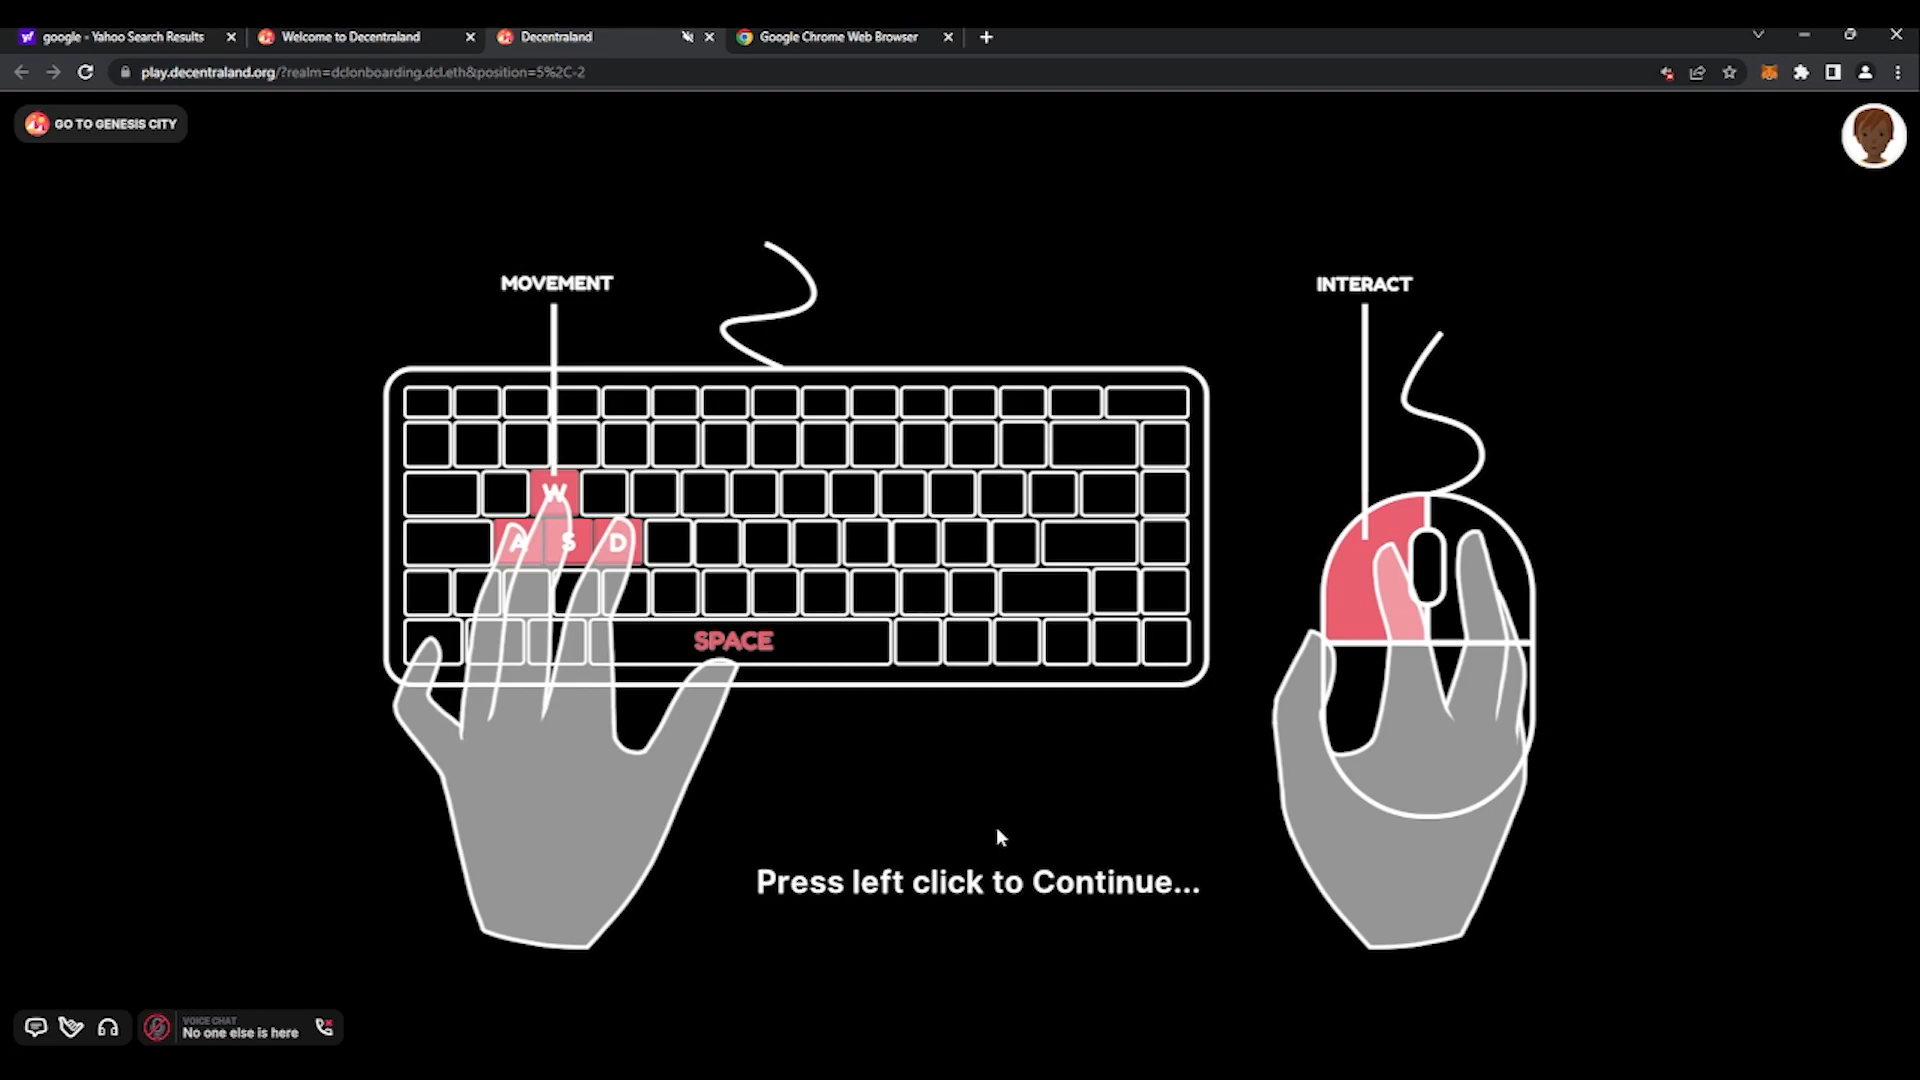 google - Yahoo Search Results
Welcome to Decentraland
Decentraland
Google Chrome Web Browser
play.decentraland.org/?realm=dclonboarding.dcl.eth&position=5%2C-2
GO TO GENESIS CITY
MOVEMENT
INTERACT
W
A S D
SPACE
Press left click to Continue...
VOICE CHAT
No one else is here